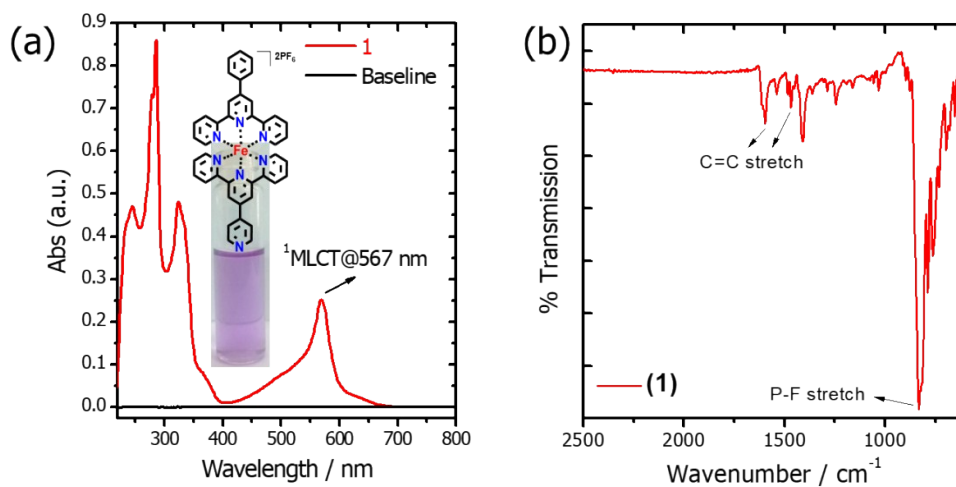 (a)
0.9
0.8
0.7
0.6
0.5
0.4
0.3
0.2
0.1
0.0
Abs (a.u.)
300 400 500 600 700 800
Wavelength / nm
1
Baseline
2PF6
N
N N
Fe
N N
N
N
¹MLCT@567 nm
(b)
% Transmission
C=C stretch
P-F stretch
(1)
2500 2000 1500 1000
Wavenumber / cm⁻¹